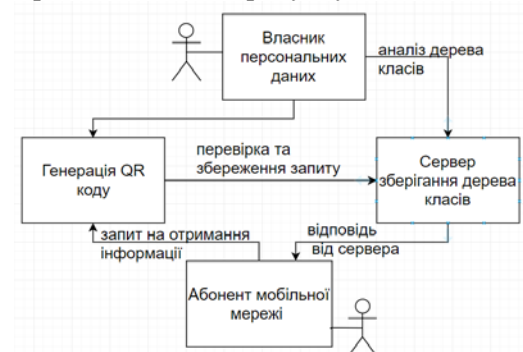 Власник
персональних
даних
аналіз дерева
класів
Генерація QR
коду
перевірка та
збереження запиту
Сервер
зберігання дерева
класів
запит на отримання
інформації
відповідь
від сервера
Абонент мобільної
мережі